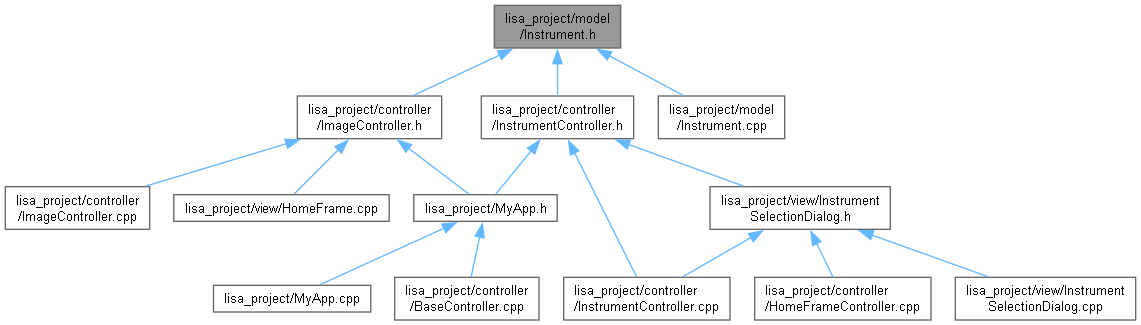 lisa_project/model
/Instrument.h
lisa_project/controller
/ImageController.h
lisa_project/controller
/InstrumentController.h
lisa_project/model
/Instrument.cpp
lisa_project/controller
/ImageController.cpp
lisa_project/view/HomeFrame.cpp
lisa_project/MyApp.h
lisa_project/view/Instrument
SelectionDialog.h
lisa_project/MyApp.cpp
lisa_project/controller
/BaseController.cpp
lisa_project/controller
/InstrumentController.cpp
lisa_project/controller
/HomeFrameController.cpp
lisa_project/view/Instrument
SelectionDialog.cpp